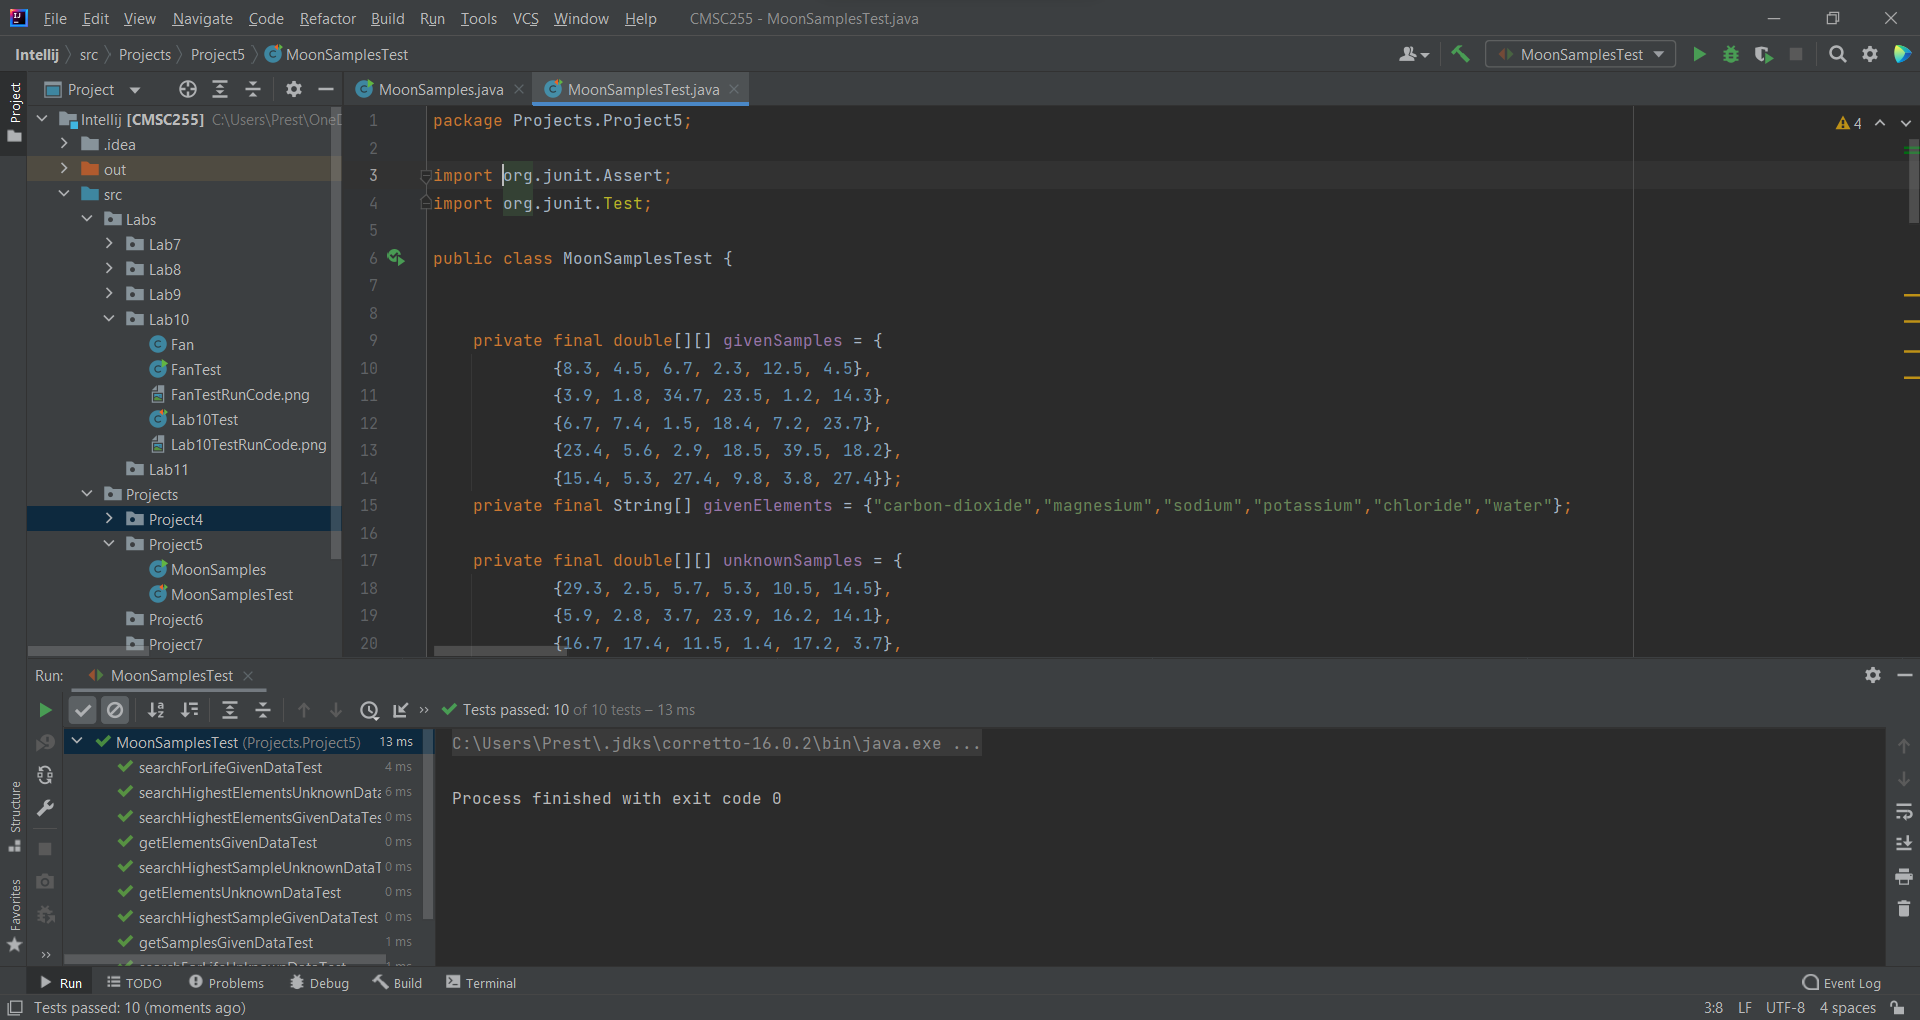 File Edit View Navigate Code Refactor Build Run Tools VCS Window Help CMSC255 - MoonSamplesTest.java
Intellij src Projects Project5 MoonSamplesTest MoonSamplesTest
Project
Project MoonSamples.java MoonSamplesTest.java
Intellij [CMSC255] C:\Users\Prest\OneD
.idea
out
src
Labs
Lab7
Lab8
Lab9
Lab10
Fan
FanTest
FanTestRunCode.png
Lab10Test
Lab10TestRunCode.png
Lab11
Projects
Project4
Project5
MoonSamples
MoonSamplesTest
Project6
Project7
4
1 package Projects.Project5;
2
3 import org.junit.Assert;
4 import org.junit.Test;
5
6 public class MoonSamplesTest {
7
8
9 private final double[][] givenSamples = {
10 {8.3, 4.5, 6.7, 2.3, 12.5, 4.5},
11 {3.9, 1.8, 34.7, 23.5, 1.2, 14.3},
12 {6.7, 7.4, 1.5, 18.4, 7.2, 23.7},
13 {23.4, 5.6, 2.9, 18.5, 39.5, 18.2},
14 {15.4, 5.3, 27.4, 9.8, 3.8, 27.4}};
15 private final String[] givenElements = {"carbon-dioxide","magnesium","sodium","potassium","chloride","water"};
16
17 private final double[][] unknownSamples = {
18 {29.3, 2.5, 5.7, 5.3, 10.5, 14.5},
19 {5.9, 2.8, 3.7, 23.9, 16.2, 14.1},
20 {16.7, 17.4, 11.5, 1.4, 17.2, 3.7},
Run: MoonSamplesTest
Tests passed: 10 of 10 tests – 13 ms
MoonSamplesTest (Projects.Project5) 13 ms
searchForLifeGivenDataTest 4 ms
searchHighestElementsUnknownData 6 ms
searchHighestElementsGivenDataTes 0 ms
getElementsGivenDataTest 0 ms
searchHighestSampleUnknownDataT 0 ms
getElementsUnknownDataTest 0 ms
searchHighestSampleGivenDataTest 0 ms
getSamplesGivenDataTest 1 ms
C:\Users\Prest\.jdks\corretto-16.0.2\bin\java.exe ...
Process finished with exit code 0
Structure
Favorites
Run TODO Problems Debug Build Terminal Event Log
Tests passed: 10 (moments ago) 3:8 LF UTF-8 4 spaces